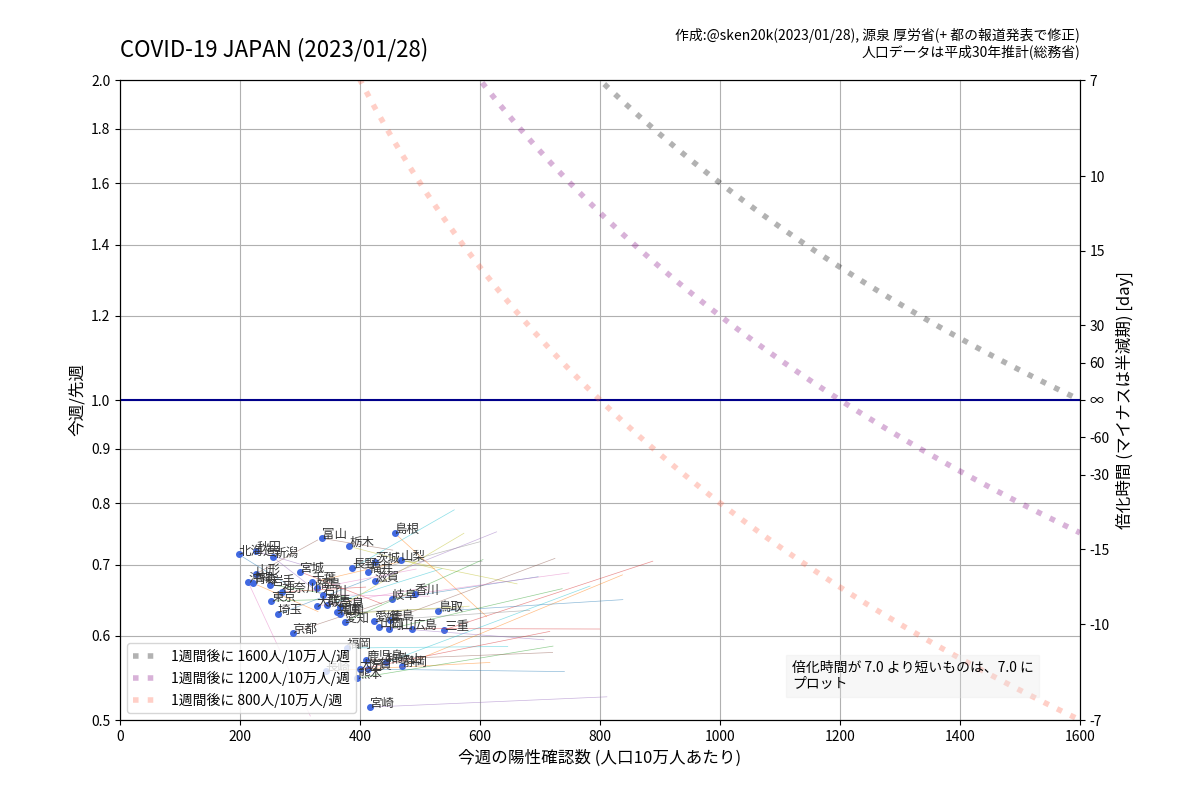 COVID-19 JAPAN (2023/01/28)
作成:@sken20k(2023/01/28), 源泉 厚労省(+ 都の報道発表で修正)
人口データは平成30年推計(総務省)
2.0
1.8
1.6
1.4
1.2
1.0
0.9
0.8
0.7
0.6
0.5
今週/先週
7
10
15
30
60
∞
-60
-30
-15
-10
-7
倍化時間 (マイナスは半減期) [day]
島根
富山
栃木
北海道
秋田
新潟
茨城
山梨
長野
福井
滋賀
山形
岩手
宮城
千葉
神奈川
東京
埼玉
京都
岐阜
香川
鳥取
愛知
愛媛
岡山
広島
三重
福岡
鹿児島
静岡
熊本
宮崎
1週間後に 1600人/10万人/週
1週間後に 1200人/10万人/週
1週間後に 800人/10万人/週
倍化時間が 7.0 より短いものは、7.0 に
プロット
0
200
400
600
800
1000
1200
1400
1600
今週の陽性確認数 (人口10万人あたり)